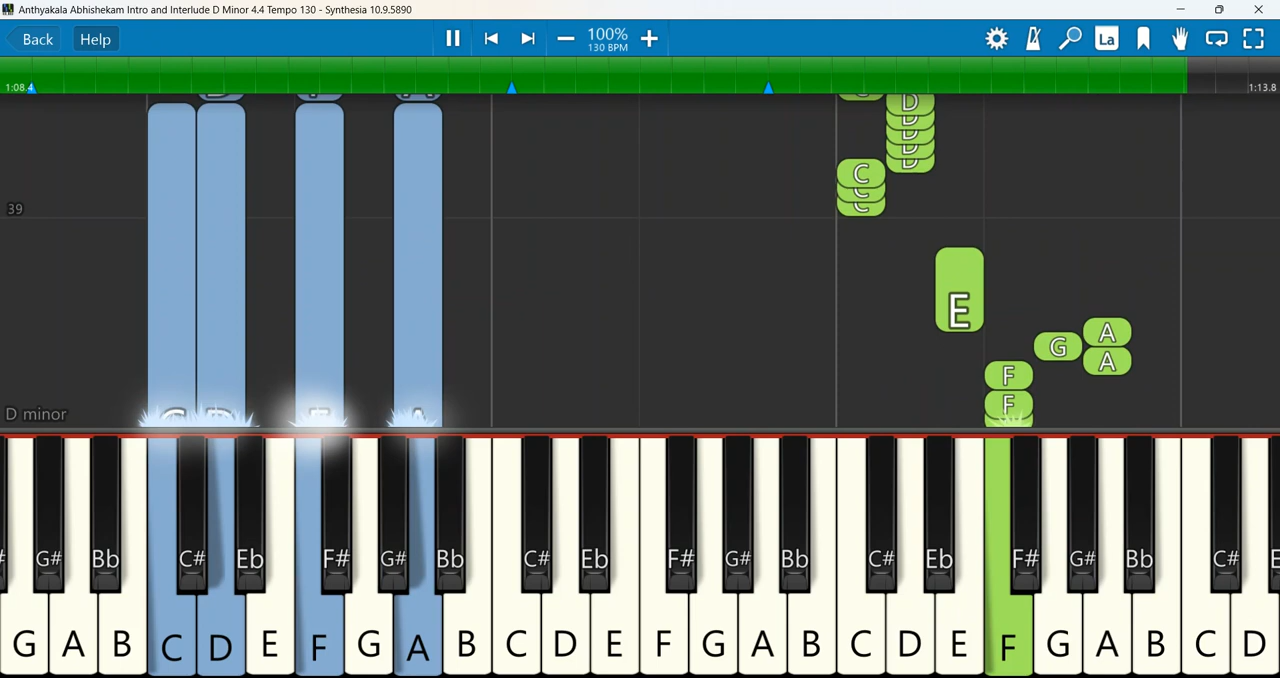 Anthyakala Abhishekam Intro and Interlude D Minor 4.4 Tempo 130 - Synthesia 10.9.5890
Back Help 100% 130 BPM La
1:08.4 1:13.8
D
D
D
D
D
C
C
C
39
E
G A
A
F
F
D minor C D F A
G# Bb C# Eb F# G# Bb C# Eb F# G# Bb C# Eb F# G# Bb C#
G A B C D E F G A B C D E F G A B C D E F G A B C D